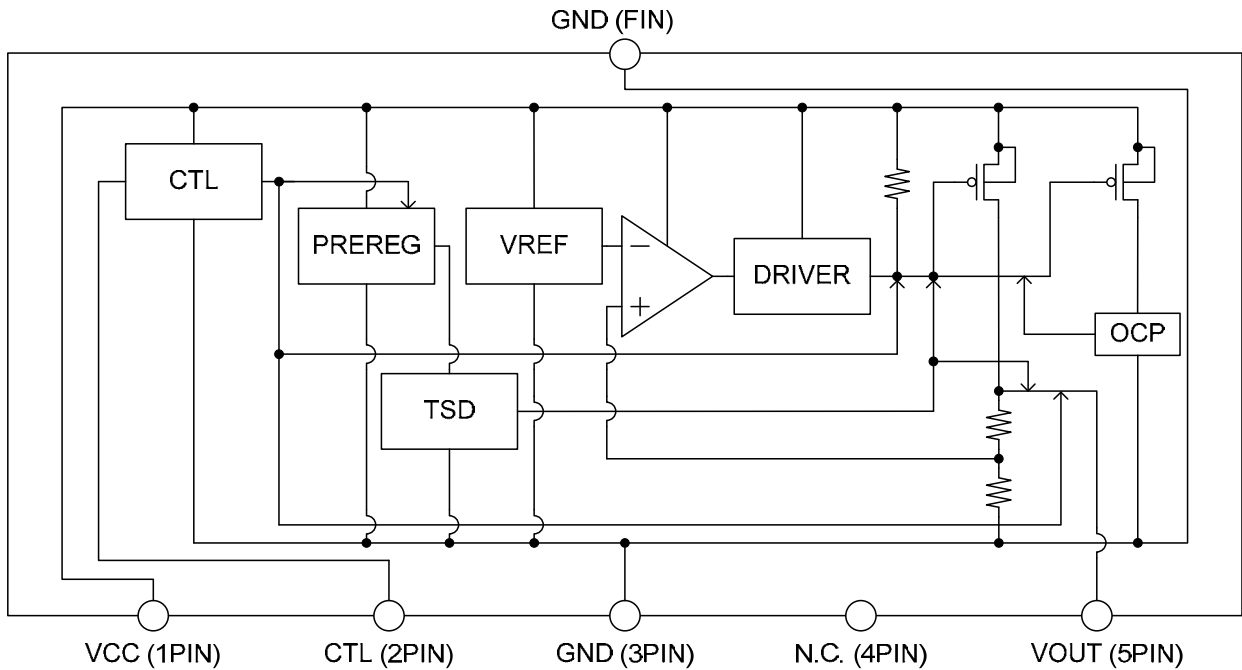 GND (FIN)
CTL
PREREG
VREF
−
+
DRIVER
OCP
TSD
VCC (1PIN)
CTL (2PIN)
GND (3PIN)
N.C. (4PIN)
VOUT (5PIN)